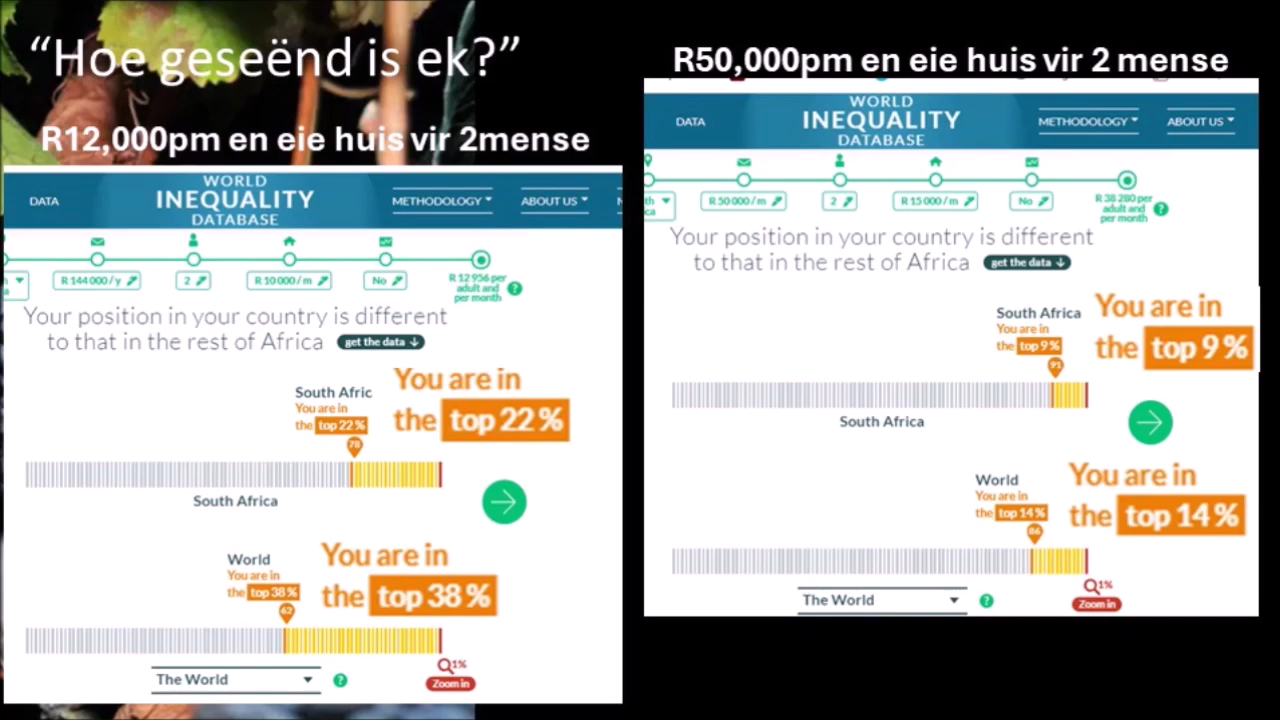 “Hoe geseënd is ek?”
R12,000pm en eie huis vir 2mense
DATA
WORLD
INEQUALITY
DATABASE
METHODOLOGY
ABOUT US
R 144 000 / y
2
R 10 000 / m
No
R 12 956 per
adult and
per month
?
Your position in your country is different
to that in the rest of Africa
get the data
South Afric
You are in
the top 22 %
You are in
the top 22 %
78
South Africa
World
You are in
the top 38 %
You are in
the top 38 %
62
1%
Zoom in
The World
?
R50,000pm en eie huis vir 2 mense
DATA
WORLD
INEQUALITY
DATABASE
METHODOLOGY
ABOUT US
R 50 000 / m
2
R 15 000 / m
No
R 38 280 per
adult and
per month
?
Your position in your country is different
to that in the rest of Africa
get the data
South Africa
You are in
the top 9 %
You are in
the top 9 %
91
South Africa
World
You are in
the top 14 %
You are in
the top 14 %
86
1%
Zoom in
The World
?